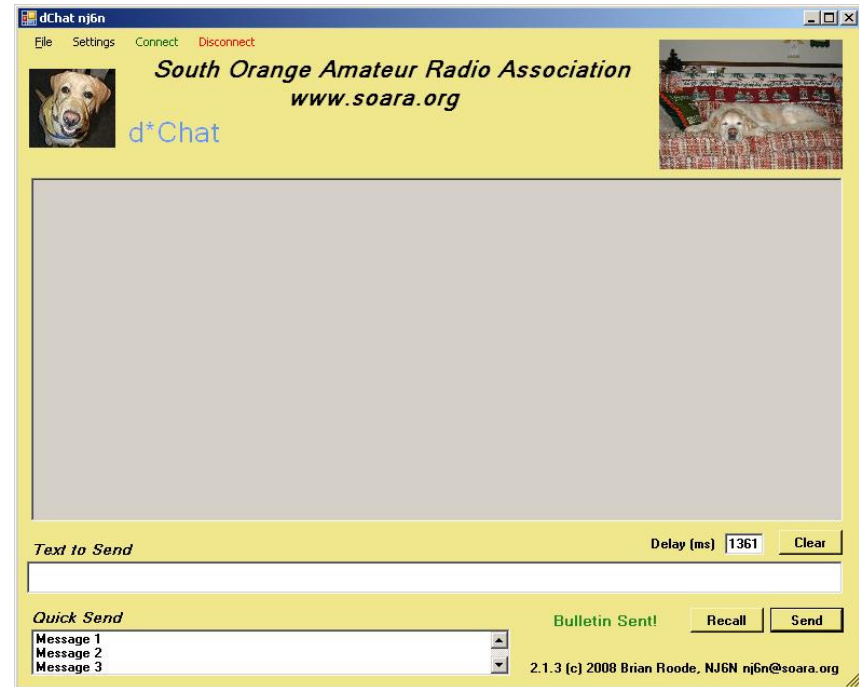 dChat nj6n
File Settings Connect Disconnect
South Orange Amateur Radio Association
www.soara.org
d*Chat
Text to Send
Delay (ms) 1361 Clear
Quick Send
Bulletin Sent! Recall Send
Message 1
Message 2
Message 3
2.1.3 (c) 2008 Brian Roode, NJ6N nj6n@soara.org